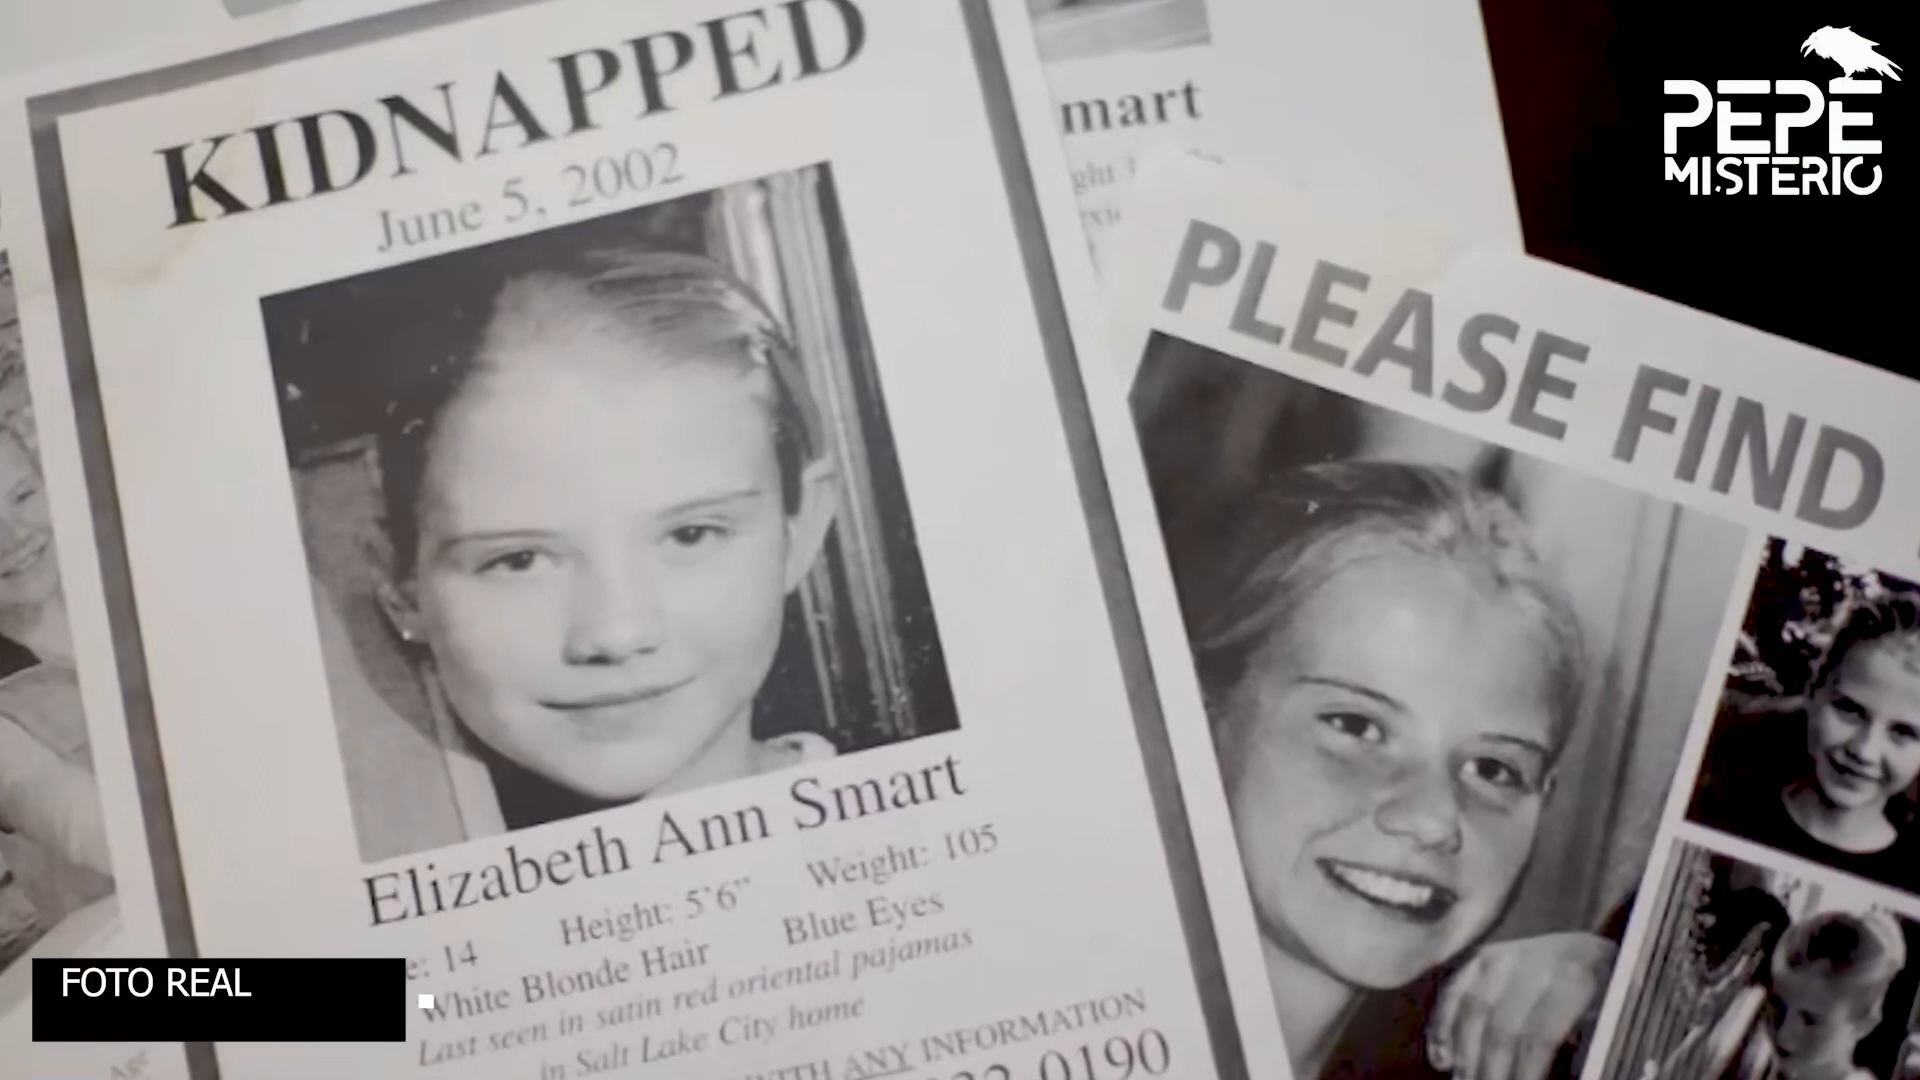 KIDNAPPED
June 5, 2002
Elizabeth Ann Smart
14
Height: 5'6" Weight: 105
White Blonde Hair Blue Eyes
Last seen in satin red oriental pajamas
in Salt Lake City home
WITH ANY INFORMATION
0190
mart
PLEASE FIND
PEPE
MISTERIO
FOTO REAL